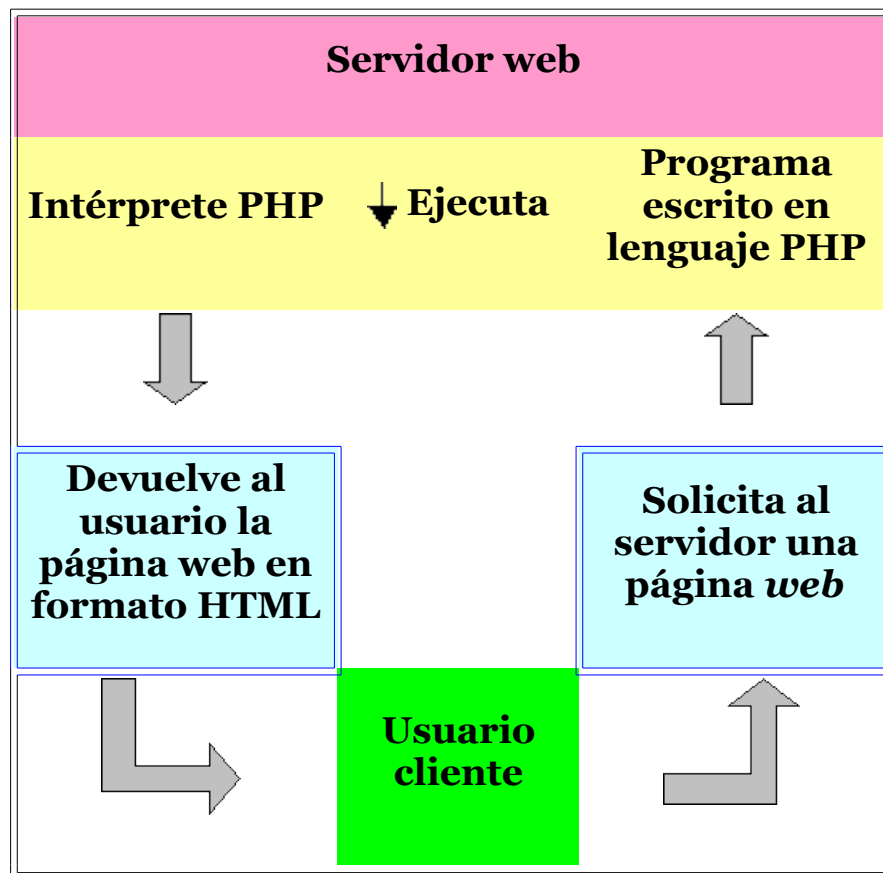 Servidor web
Intérprete PHP
Ejecuta
Programa
escrito en
lenguaje PHP
Devuelve al
usuario la
página web en
formato HTML
Solicita al
servidor una
página web
Usuario
cliente